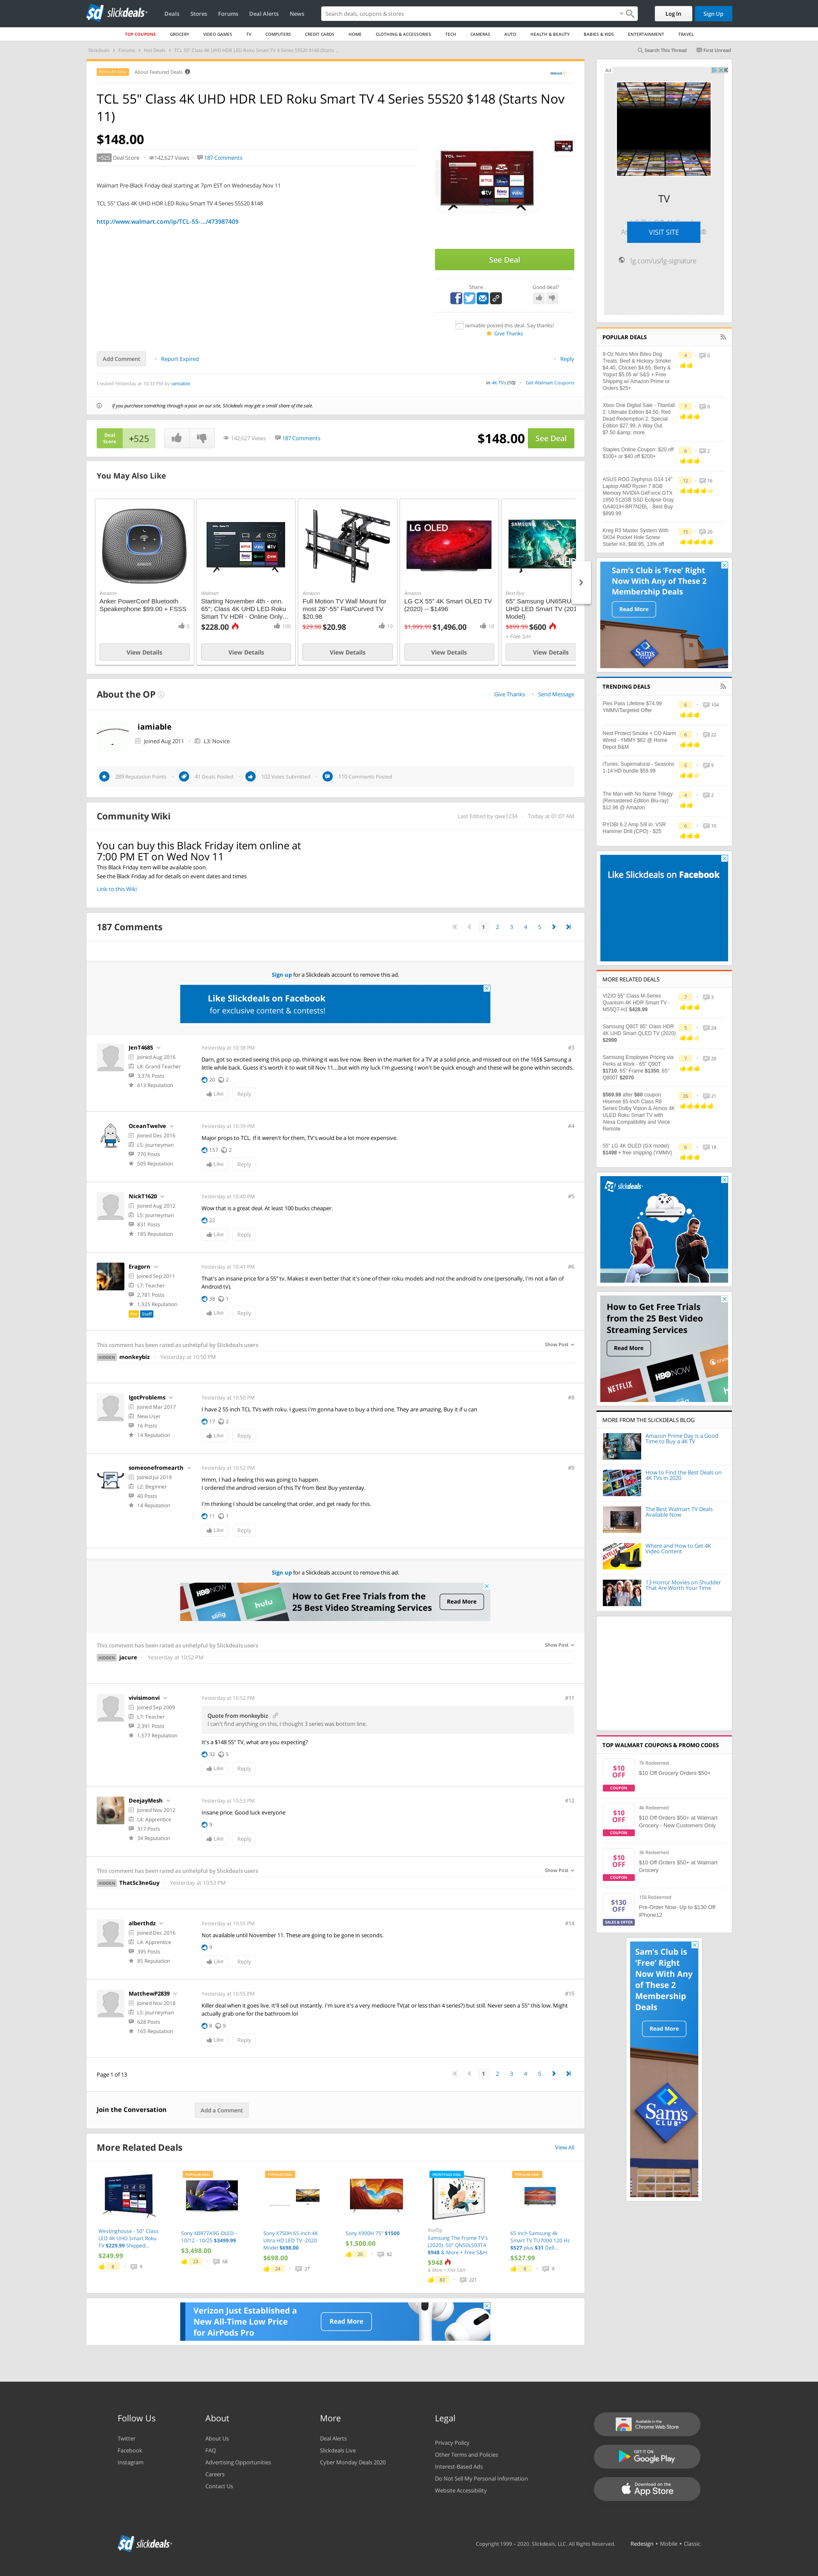 slickdeals
Deals Stores Forums Deal Alerts News
Search deals, coupons & stores
Log In Sign Up
TOP COUPONS GROCERY VIDEO GAMES TV COMPUTERS CREDIT CARDS HOME CLOTHING & ACCESSORIES TECH CAMERAS AUTO HEALTH & BEAUTY BABIES & KIDS ENTERTAINMENT TRAVEL
Slickdeals Forums Hot Deals TCL 55" Class 4K UHD HDR LED Roku Smart TV 4 Series 55S20 $148 (Starts ...
Search This Thread First Unread
About Featured Deals
TCL 55" Class 4K UHD HDR LED Roku Smart TV 4 Series 55S20 $148 (Starts Nov
11)
$148.00
+525 Deal Score 142,627 Views 187 Comments
Walmart Pre-Black Friday deal starting at 7pm EST on Wednesday Nov 11
TCL 55" Class 4K UHD HDR LED Roku Smart TV 4 Series 55S20 $148
http://www.walmart.com/ip/TCL-55-.../473987409
See Deal
Share Good deal?
iamiable posted this deal. Say thanks!
Give Thanks
Add Comment Report Expired Reply
Created Yesterday at 10:33 PM by iamiable
in 4K TVs (10) Get Walmart Coupons
If you purchase something through a post on our site, Slickdeals may get a small share of the sale.
Deal Score +525
142,627 Views 187 Comments
$148.00 See Deal
You May Also Like
Amazon
Anker PowerConf Bluetooth
Speakerphone $99.00 + FSSS
View Details
Walmart
Starting November 4th - onn.
65"; Class 4K UHD LED Roku
Smart TV HDR - Online Only...
$228.00 100
View Details
Amazon
Full Motion TV Wall Mount for
most 26"-55" Flat/Curved TV
$20.98
$29.98 $20.98 19
View Details
LG OLED
Amazon
LG CX 55" 4K Smart OLED TV
(2020) -- $1496
$1,999.99 $1,496.00 18
View Details
SAMSUNG
Best Buy
65" Samsung UN65RU
UHD LED Smart TV (201
Model)
$899.99 $600
+ Free S/H
View Details
About the OP
Give Thanks Send Message
iamiable
Joined Aug 2011 L3: Novice
289 Reputation Points 41 Deals Posted 102 Votes Submitted 110 Comments Posted
Community Wiki
Last Edited by qwe1234 Today at 01:07 AM
You can buy this Black Friday item online at
7:00 PM ET on Wed Nov 11
This Black Friday item will be available soon.
See the Black Friday ad for details on event dates and times
Link to this Wiki
187 Comments
1 2 3 4 5
Sign up for a Slickdeals account to remove this ad.
Like Slickdeals on Facebook
for exclusive content & contests!
JenT4685
Joined Aug 2016
L8: Grand Teacher
3,376 Posts
613 Reputation
Yesterday at 10:38 PM #3
Darn, got so excited seeing this pop up, thinking it was live now. Been in the market for a TV at a solid price, and missed out on the 165$ Samsung a
little while back. Guess it's worth it to wait till Nov 11....but with my luck I'm guessing I won't be quick enough and these will be gone within seconds.
20 2
Like Reply
OceanTwelve
Joined Dec 2016
L5: Journeyman
770 Posts
505 Reputation
Yesterday at 10:39 PM #4
Major props to TCL. If it weren't for them, TV's would be a lot more expensive.
157 2
Like Reply
NickT1620
Joined Aug 2012
L5: Journeyman
831 Posts
185 Reputation
Yesterday at 10:40 PM #5
Wow that is a great deal. At least 100 bucks cheaper.
22
Like Reply
Eragorn
Joined Sep 2011
L7: Teacher
2,781 Posts
1,925 Reputation
Pro Staff
Yesterday at 10:41 PM #6
That's an insane price for a 55" tv. Makes it even better that it's one of their roku models and not the android tv one (personally, I'm not a fan of
Android tv).
38 1
Like Reply
This comment has been rated as unhelpful by Slickdeals users Show Post
HIDDEN monkeybiz Yesterday at 10:50 PM
IgotProblems
Joined Mar 2017
New User
16 Posts
14 Reputation
Yesterday at 10:50 PM #8
I have 2 55 inch TCL TVs with roku. I guess I'm gonna have to buy a third one. They are amazing. Buy it if u can
17 2
Like Reply
someonefromearth
Joined Jul 2019
L2: Beginner
40 Posts
14 Reputation
Yesterday at 10:52 PM #9
Hmm, I had a feeling this was going to happen.
I ordered the android version of this TV from Best Buy yesterday.
I'm thinking I should be canceling that order, and get ready for this.
11 1
Like Reply
Sign up for a Slickdeals account to remove this ad.
HBO NOW sling hulu
How to Get Free Trials from the
25 Best Video Streaming Services
Read More
This comment has been rated as unhelpful by Slickdeals users Show Post
HIDDEN jacure Yesterday at 10:52 PM
vivisimonvi
Joined Sep 2009
L7: Teacher
2,391 Posts
1,577 Reputation
Yesterday at 10:52 PM #11
Quote from monkeybiz
I can't find anything on this, I thought 3 series was bottom line.
It's a $148 55" TV, what are you expecting?
32 5
Like Reply
DeejayMesh
Joined Nov 2012
L4: Apprentice
317 Posts
34 Reputation
Yesterday at 10:53 PM #12
Insane price. Good luck everyone
9
Like Reply
This comment has been rated as unhelpful by Slickdeals users Show Post
HIDDEN ThatSc3neGuy Yesterday at 10:53 PM
alberthdz
Joined Dec 2016
L4: Apprentice
395 Posts
85 Reputation
Yesterday at 10:55 PM #14
Not available until November 11. These are going to be gone in seconds.
9
Like Reply
MatthewP2839
Joined Nov 2018
L5: Journeyman
628 Posts
165 Reputation
Yesterday at 10:55 PM #15
Killer deal when it goes live. It'll sell out instantly. I'm sure it's a very mediocre TV(at or less than 4 series?) but still. Never seen a 55" this low. Might
actually grab one for the bathroom lol
8 9
Like Reply
Page 1 of 13
1 2 3 4 5
Join the Conversation Add a Comment
More Related Deals View All
Westinghouse - 50" Class
LED 4K UHD Smart Roku
TV $229.99 Shipped...
$249.99
8 9
Sony XBR77A9G OLED -
10/12 - 10/25 $3499.99
$3,498.00
23 68
Sony X750H 65-inch 4K
Ultra HD LED TV -2020
Model $698.00
$698.00
24 27
Sony X900H 75" $1500
$1,500.00
20 82
Samsung The Frame TV's
(2020): 50" QN50LS03TA
$948 & More + Free S&H
$948
& More + Free S&H
83 221
65 Inch Samsung 4k
Smart TV TU7000 120 Hz
$527 plus $31 Dell...
$527.99
8 9
Verizon Just Established a
New All-Time Low Price
for AirPods Pro
Read More
Ad
TV
VISIT SITE
lg.com/us/lg-signature
POPULAR DEALS
8-Oz Nulro Mini Bites Dog
Treats: Beef & Hickory Smoke
$4.40, Chicken $4.65, Berry &
Yogurt $5.05 w/ S&S + Free
Shipping w/ Amazon Prime or
Orders $25+
4 0
Xbox One Digital Sale - Titanfall
2: Ultimate Edition $4.50, Red
Dead Redemption 2: Special
Edition $27.99, A Way Out
$7.50 &amp; more
7 0
Staples Online Coupon: $20 off
$100+ or $40 off $200+
6 2
ASUS ROG Zephyrus G14 14"
Laptop AMD Ryzen 7 8GB
Memory NVIDIA GeForce GTX
1650 512GB SSD Eclipse Gray
GA401IH-BR7N2BL - Best Buy
$899.99
12 16
Kreg R3 Master System With
SK04 Pocket Hole Screw
Starter Kit, $68.95, 13% off
15 20
Sam's Club is 'Free' Right
Now With Any of These 2
Membership Deals
Read More
TRENDING DEALS
Plex Pass Lifetime $74.99
YMMV/Targeted Offer
6 104
Nest Protect Smoke + CO Alarm
Wired - YMMY $62 @ Home
Depot B&M
6 22
iTunes: Supernatural - Seasons
1-14 HD bundle $59.99
5 9
The Man with No Name Trilogy
(Remastered Edition Blu-ray)
$12.96 @ Amazon
4 2
RYOBI 6.2 Amp 5/8 in. VSR
Hammer Drill (CPO) - $25
6 10
Like Slickdeals on Facebook
MORE RELATED DEALS
VIZIO 55" Class M-Series
Quantum 4K HDR Smart TV -
M55Q7-H1 $428.99
7 3
Samsung Q80T 85" Class HDR
4K UHD Smart QLED TV (2020)
$2999
5 24
Samsung Employee Pricing via
Perks at Work - 65" Q90T
$1710, 65" Frame $1350, 65"
Q800T $2070
7 20
$569.99 after $60 coupon
Hisense 65-Inch Class R8
Series Dolby Vision & Atmos 4K
ULED Roku Smart TV with
Alexa Compatibility and Voice
Remote
26 21
55" LG 4K OLED (GX model)
$1498 + free shipping (YMMV)
6 18
slickdeals
How to Get Free Trials
from the 25 Best Video
Streaming Services
Read More
NETFLIX HBO NOW
MORE FROM THE SLICKDEALS BLOG
Amazon Prime Day is a Good
Time to Buy a 4K TV
How to Find the Best Deals on
4K TVs in 2020
The Best Walmart TV Deals
Available Now
Where and How to Get 4K
Video Content
13 Horror Movies on Shudder
That Are Worth Your Time
TOP WALMART COUPONS & PROMO CODES
$10 OFF COUPON
7k Redeemed
$10 Off Grocery Orders $50+
$10 OFF COUPON
4k Redeemed
$10 Off Orders $50+ at Walmart
Grocery - New Customers Only
$10 OFF COUPON
3k Redeemed
$10 Off Orders $50+ at Walmart
Grocery
$130 OFF SALES & OFFER
156 Redeemed
Pre-Order Now- Up to $130 Off
iPhone12
Sam's Club is
'Free' Right
Now With Any
of These 2
Membership
Deals
Read More
Sam's CLUB
Follow Us
Twitter
Facebook
Instagram
About
About Us
FAQ
Advertising Opportunities
Careers
Contact Us
More
Deal Alerts
Slickdeals Live
Cyber Monday Deals 2020
Legal
Privacy Policy
Other Terms and Policies
Interest-Based Ads
Do Not Sell My Personal Information
Website Accessibility
Available in the Chrome Web Store
GET IT ON Google Play
Download on the App Store
slickdeals
Copyright 1999 - 2020. Slickdeals, LLC. All Rights Reserved. Redesign • Mobile • Classic